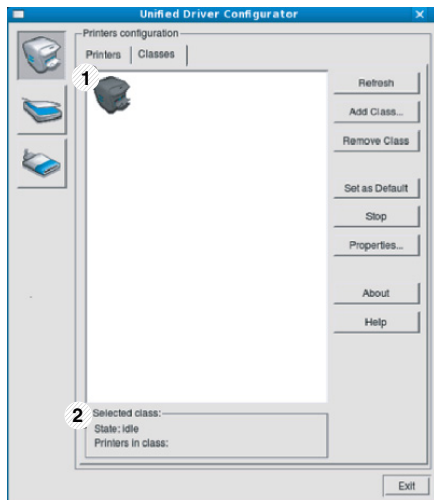 Unified Driver Configurator
Printers configuration
Printers
Classes
1
Refresh
Add Class...
Remove Class
Set as Default
Stop
Properties...
About
Help
2
Selected class:
State: idle
Printers in class:
Exit